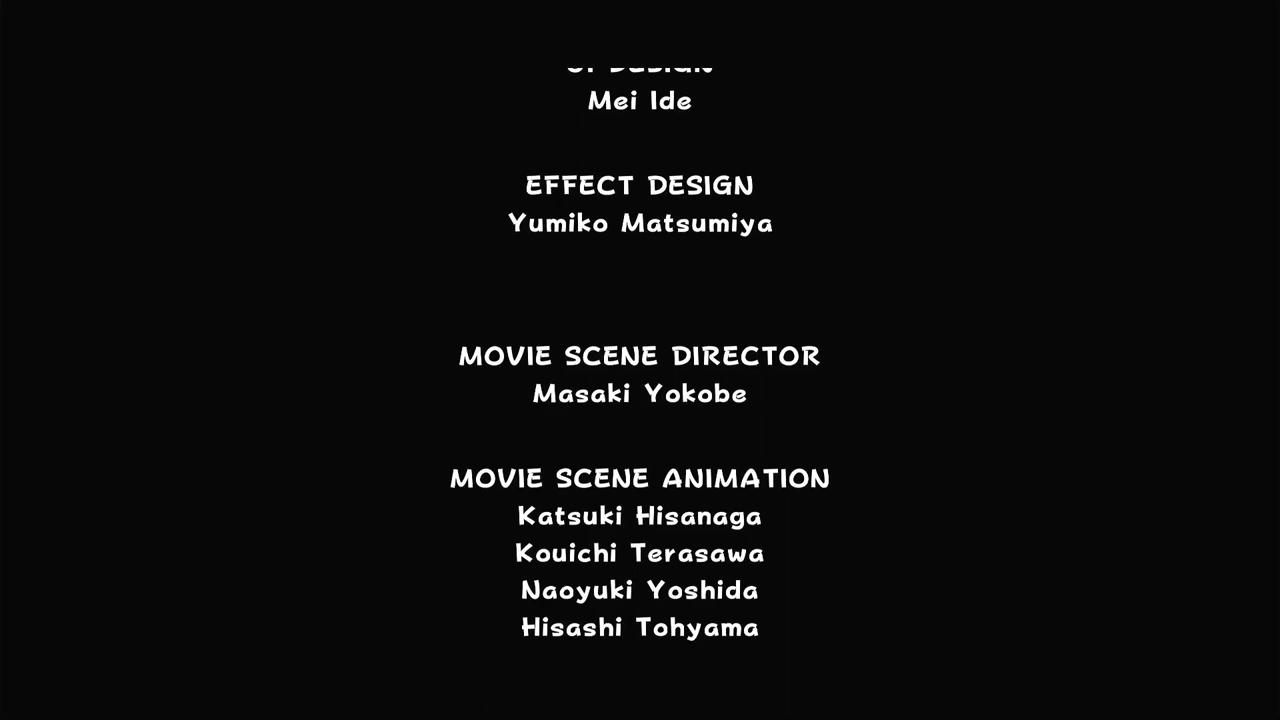 DESIGN
Mei Ide
EFFECT DESIGN
Yumiko Matsumiya
MOVIE SCENE DIRECTOR
Masaki Yokobe
MOVIE SCENE ANIMATION
Katsuki Hisanaga
Kouichi Terasawa
Naoyuki Yoshida
Hisashi Tohyama